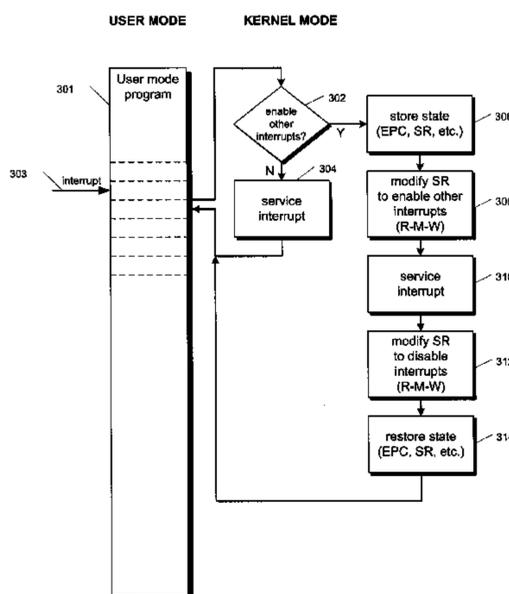 USER MODE
KERNEL MODE
301
User mode
program
303
interrupt
302
enable
other
interrupts?
Y
N
304
service
interrupt
store state
(EPC, SR, etc.)
modify SR
to enable other
interrupts
(R-M-W)
service
interrupt
modify SR
to disable
interrupts
(R-M-W)
restore state
(EPC, SR, etc.)